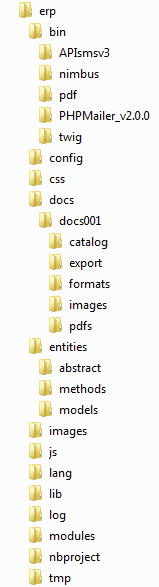 erp
bin
APIsmsv3
nimbus
pdf
PHPMailer_v2.0.0
twig
config
css
docs
docs001
catalog
export
formats
images
pdfs
entities
abstract
methods
models
images
js
lang
lib
log
modules
nbproject
tmp